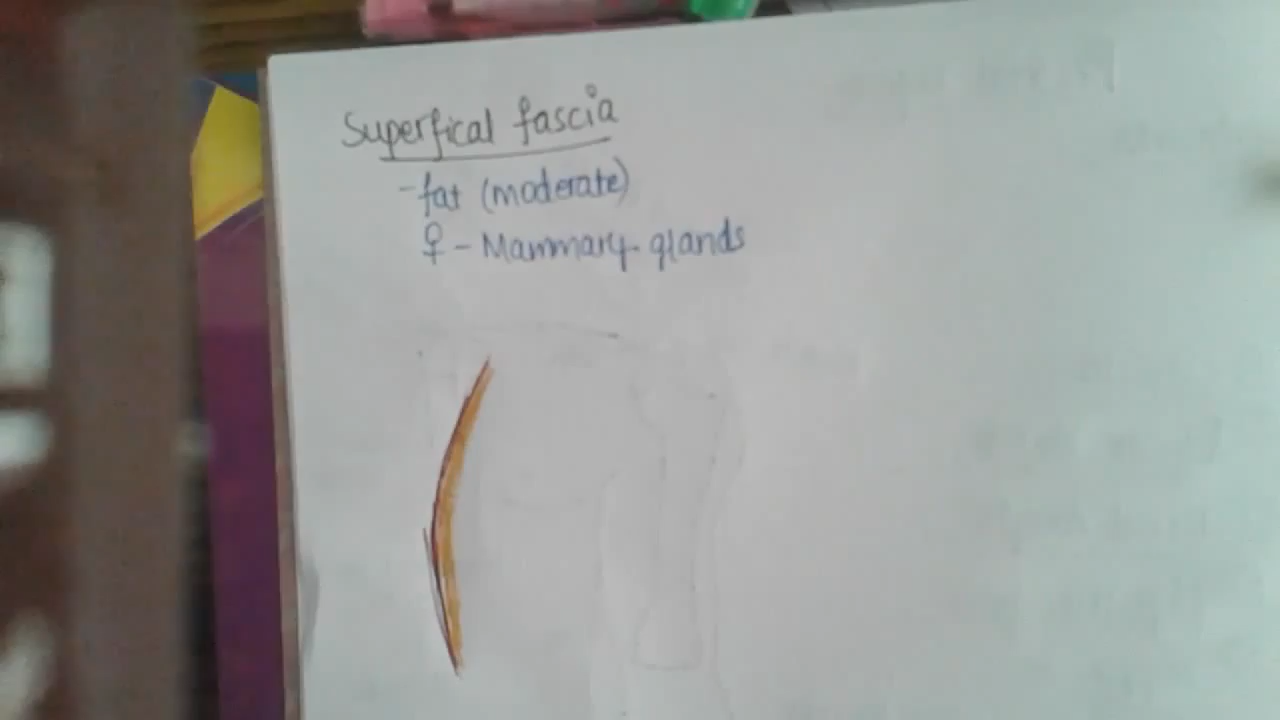 Superfical fascia
- fat (moderate)
♀ - Mammary glands